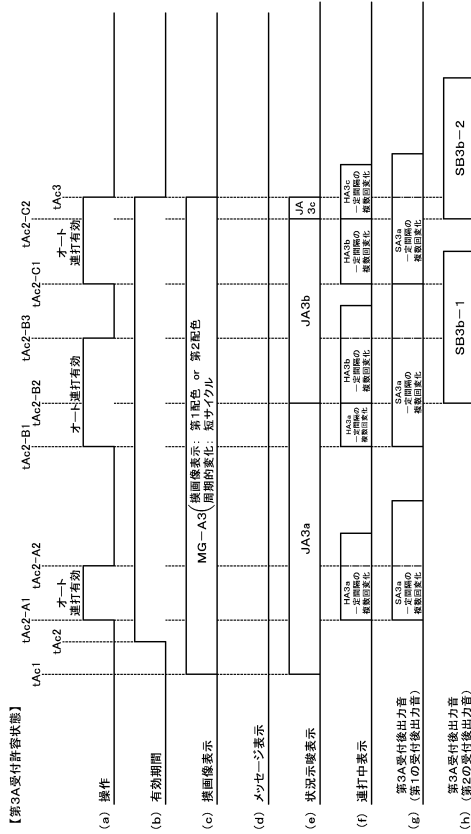 【第3A受付許容状態】
tAc1
tAc2
tAc2-A1
tAc2-A2
tAc2-B1
tAc2-B2
tAc2-B3
tAc2-C1
tAc2-C2
tAc3
(a) 操作
オート
連打有効
オート連打有効
オート
連打有効
(b) 有効期間
(c) 摸画像表示
MG-A3(摸画像表示: 第1配色 or 第2配色
周期的変化: 短サイクル)
(d) メッセージ表示
(e) 状況示唆表示
JA3a
JA3b
JA
3c
(f) 連打中表示
HA3a
一定間隔の
複数回変化
HA3a
一定間隔の
複数回変化
HA3b
一定間隔の
複数回変化
HA3b
一定間隔の
複数回変化
HA3c
一定間隔の
複数回変化
(g) 第3A受付後出力音
(第1の受付後出力音)
SA3a
一定間隔の
複数回変化
SA3a
一定間隔の
複数回変化
SA3a
一定間隔の
複数回変化
(h) 第3A受付後出力音
(第2の受付後出力音)
SB3b-1
SB3b-2